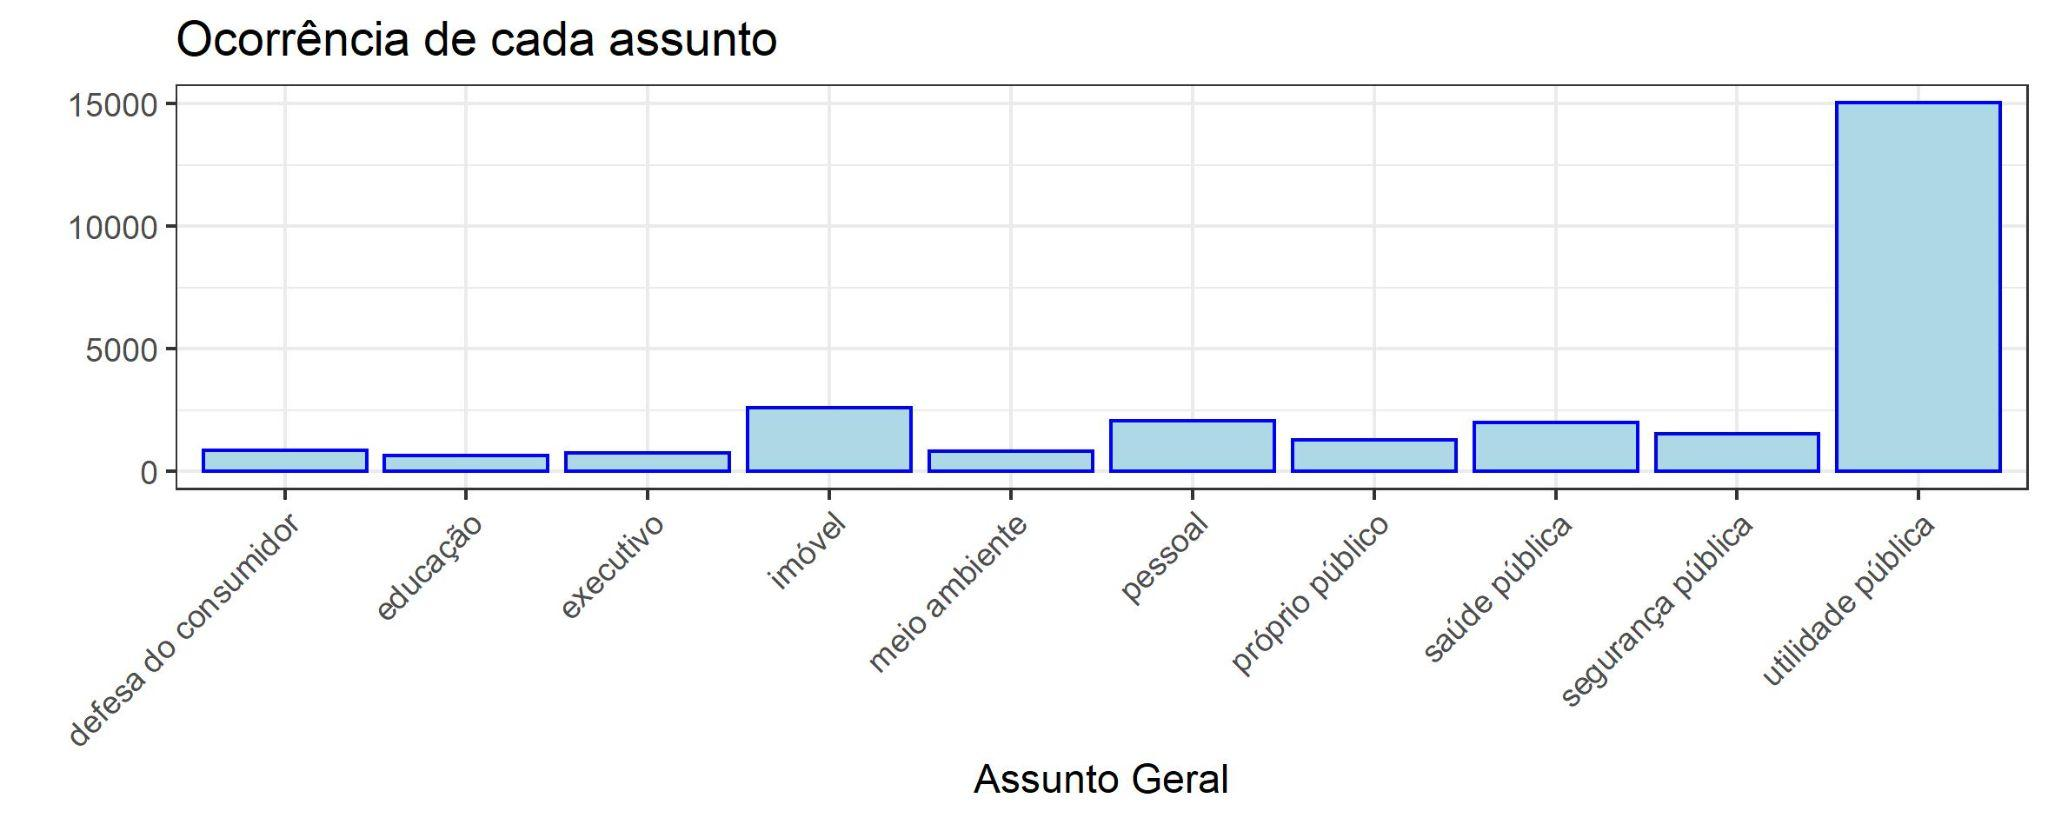 Ocorrência de cada assunto
15000
10000
5000
0
defesa do consumidor
educação
executivo
imóvel
meio ambiente
pessoal
próprio público
saúde pública
segurança pública
utilidade pública
Assunto Geral